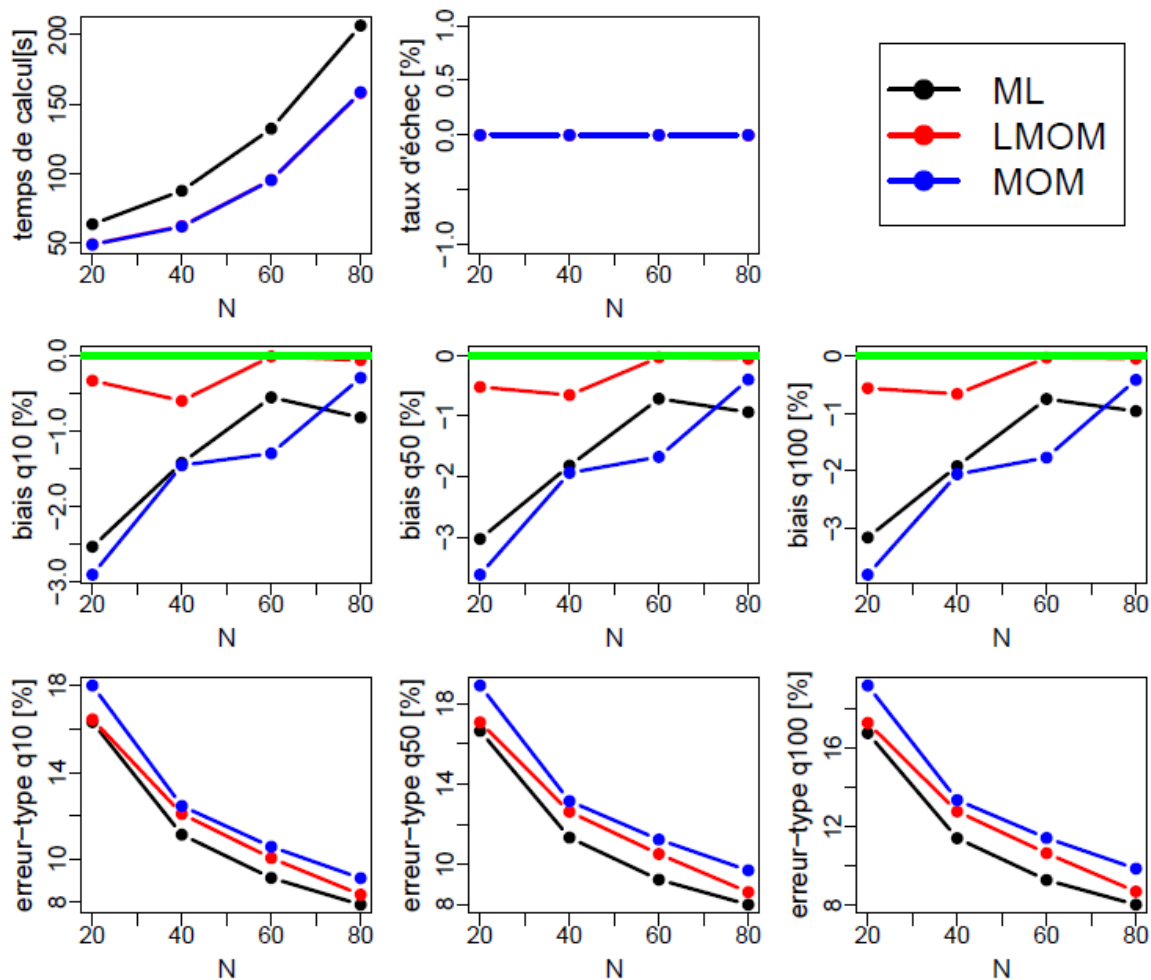 temps de calcul[s]
50 100 150 200
20 40 60 80
N
taux d'échec [%]
−1.0 0.0 0.5 1.0
20 40 60 80
N
ML
LMOM
MOM
biais q10 [%]
−3.0 −2.0 −1.0 0.0
20 40 60 80
N
biais q50 [%]
−3 −2 −1 0
20 40 60 80
N
biais q100 [%]
−3 −2 −1 0
20 40 60 80
N
erreur−type q10 [%]
8 10 14 18
20 40 60 80
N
erreur−type q50 [%]
8 10 14 18
20 40 60 80
N
erreur−type q100 [%]
8 12 16
20 40 60 80
N